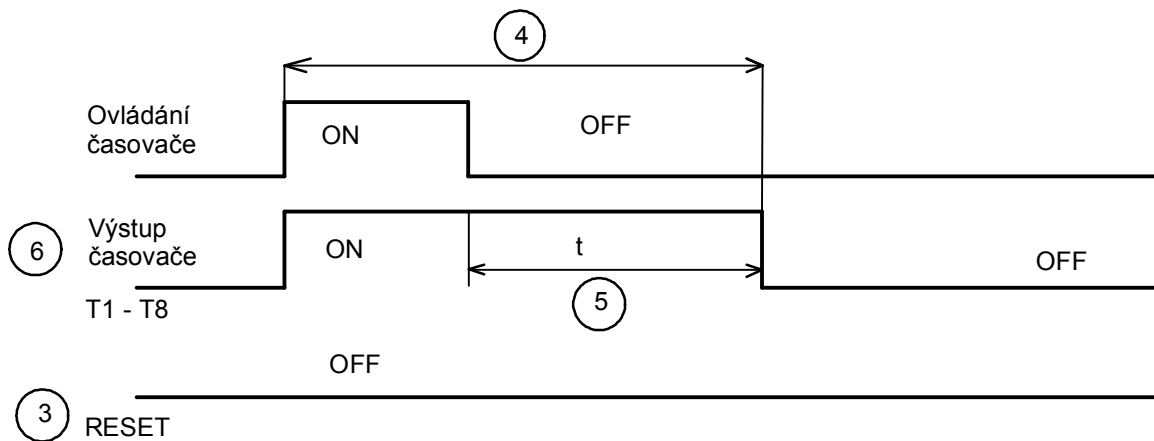 4
Ovládání
časovače
ON
OFF
6
Výstup
časovače
ON
t
OFF
5
T1 - T8
OFF
3
RESET